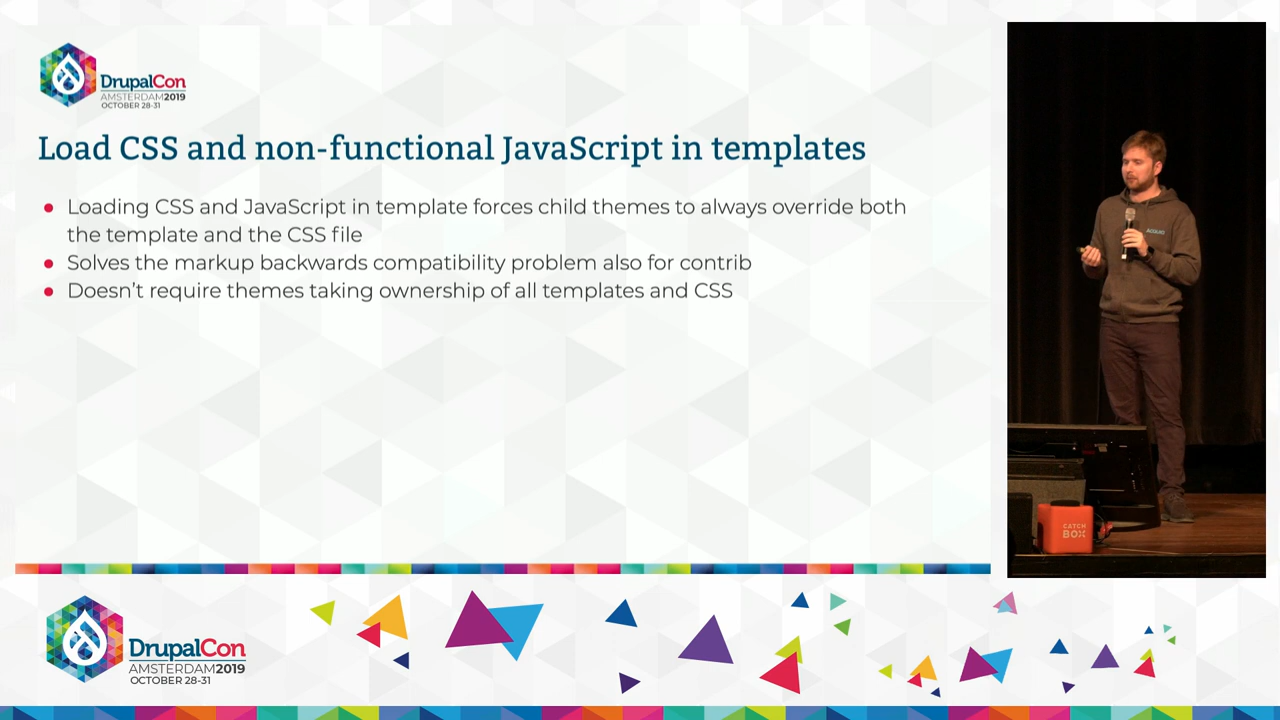 DrupalCon
AMSTERDAM2019
OCTOBER 28-31
Load CSS and non-functional JavaScript in templates
Loading CSS and JavaScript in template forces child themes to always override both
the template and the CSS file
Solves the markup backwards compatibility problem also for contrib
Doesn't require themes taking ownership of all templates and CSS
ACQUIA
CATCH
BOX
DrupalCon
AMSTERDAM2019
OCTOBER 28-31